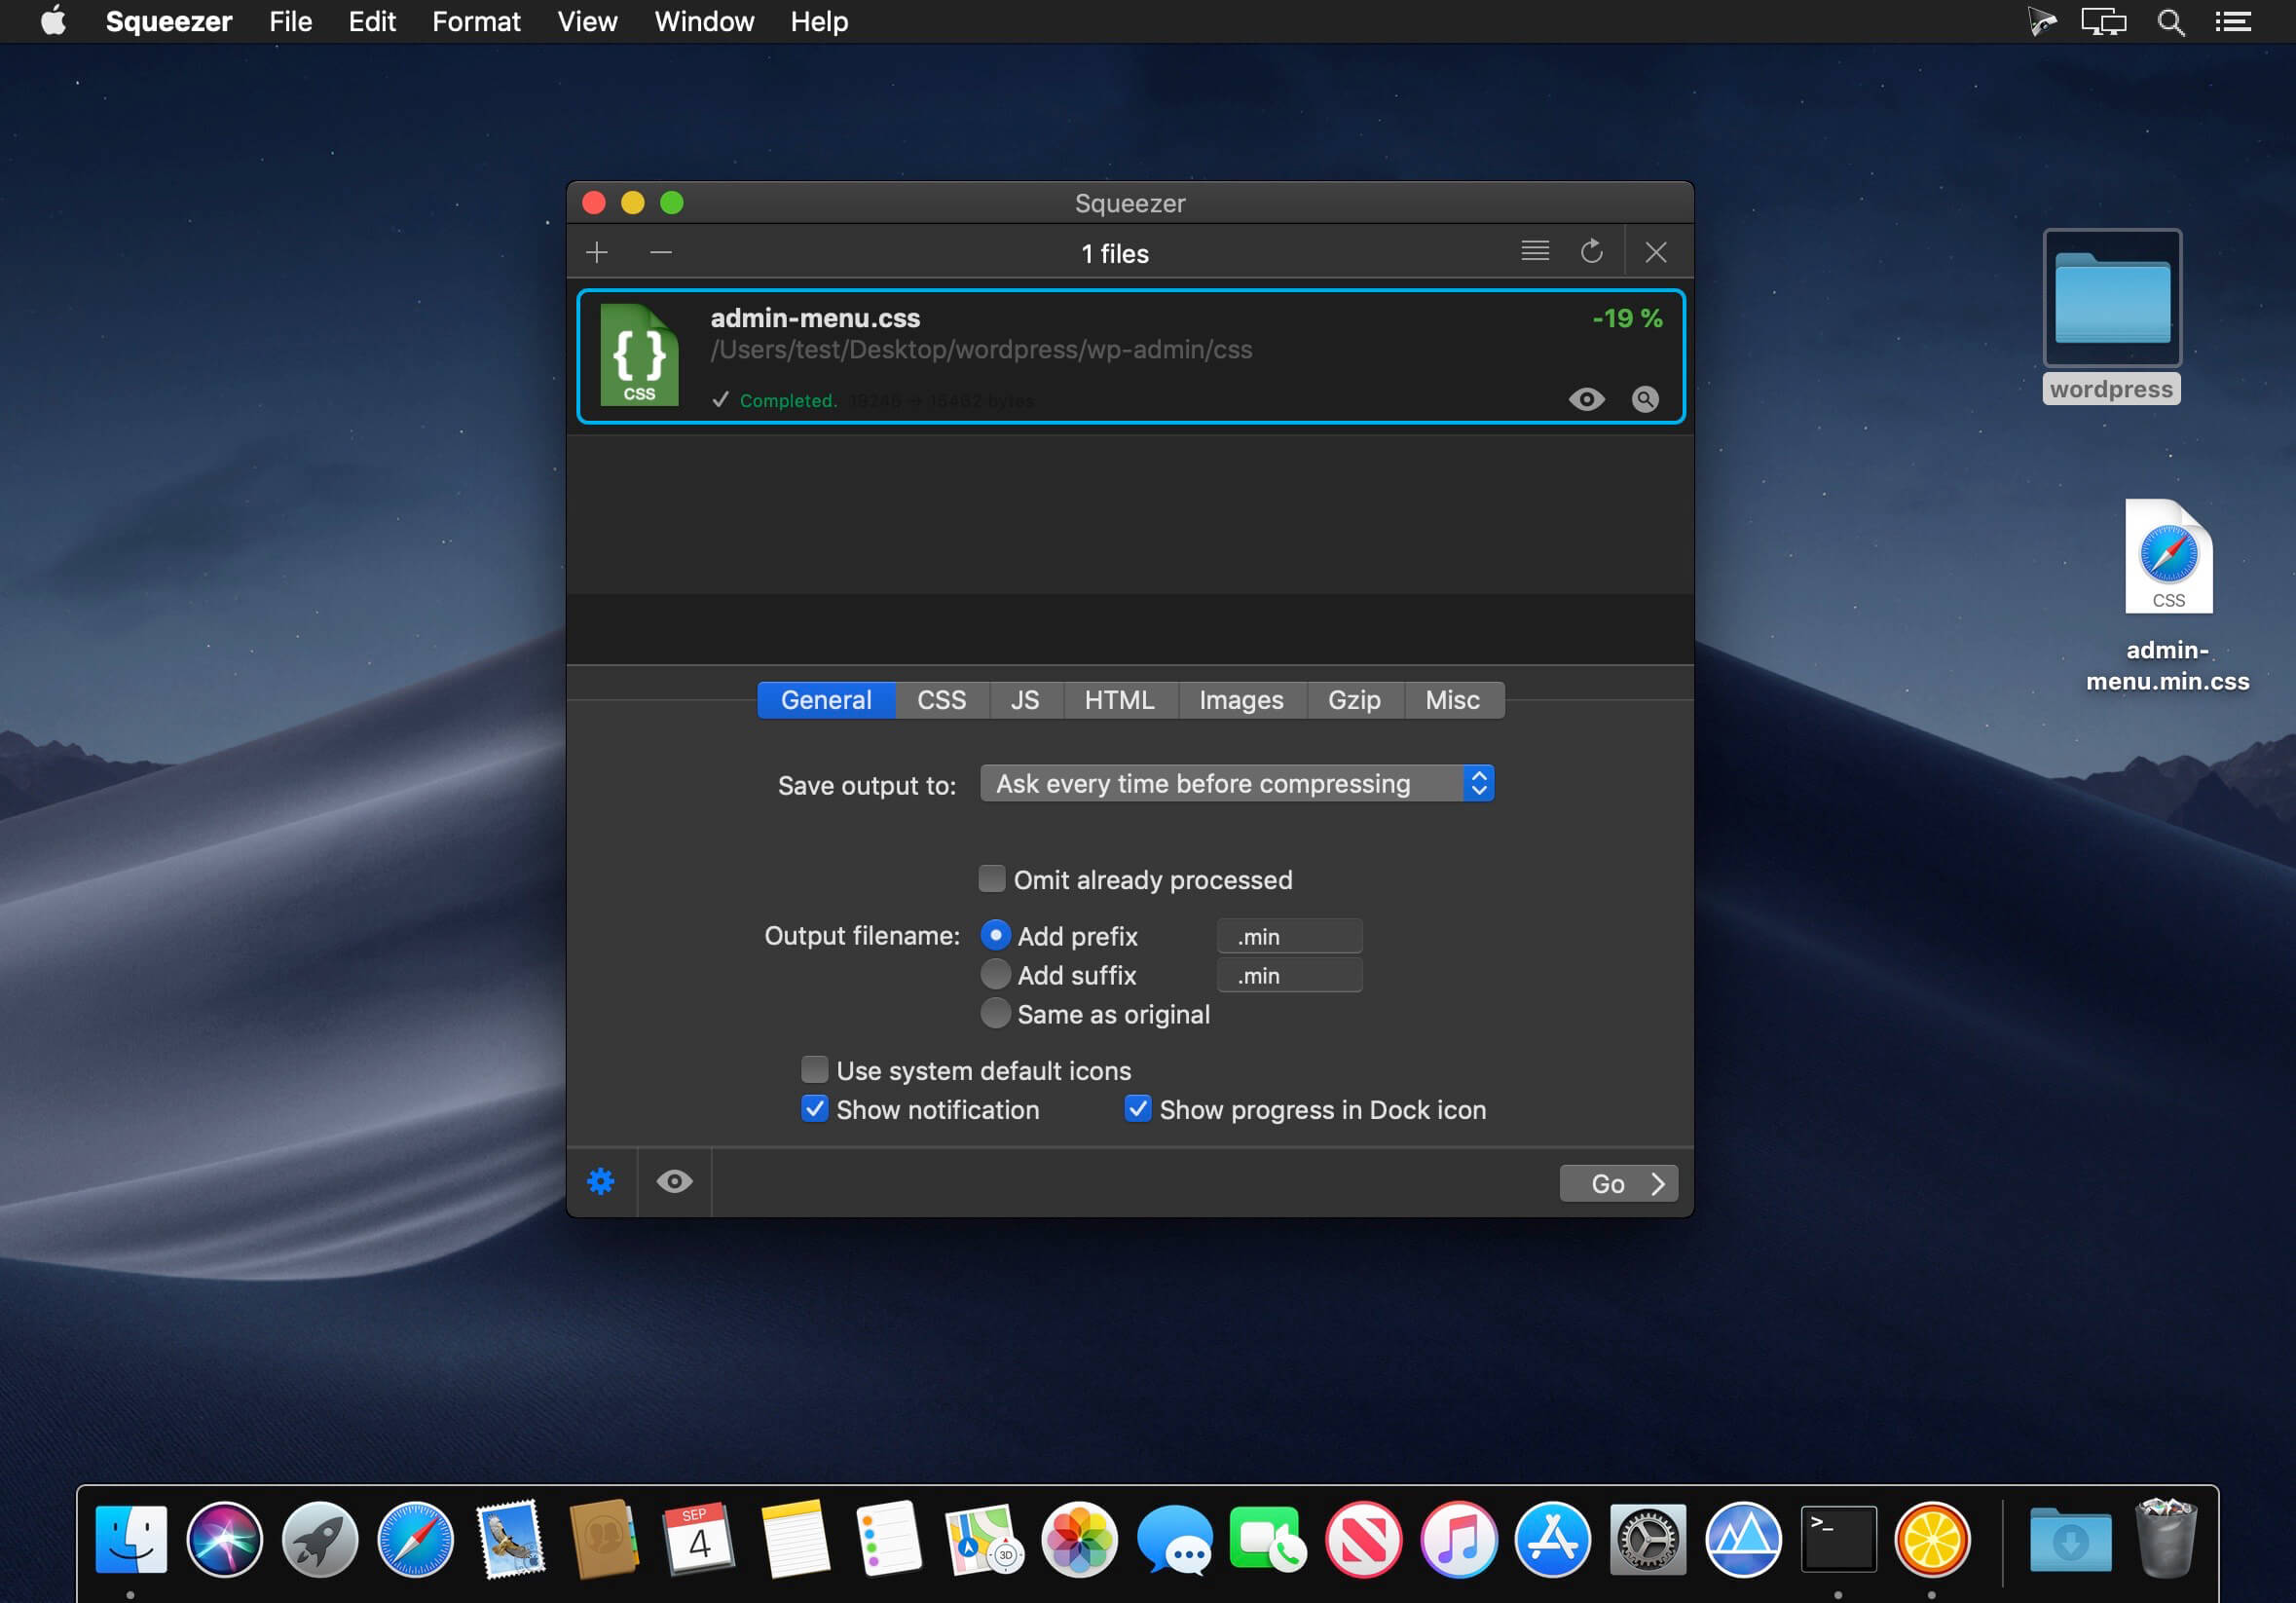 Squeezer File Edit Format View Window Help
Squeezer
1 files
admin-menu.css
-19 %
/Users/test/Desktop/wordpress/wp-admin/css
{ }
CSS
Completed.
bytes
wordpress
CSS
admin-
menu.min.css
General CSS JS HTML Images Gzip Misc
Save output to: Ask every time before compressing
Omit already processed
Output filename: Add prefix .min
Add suffix .min
Same as original
Use system default icons
Show notification Show progress in Dock icon
Go
SEP
4
3D
>_